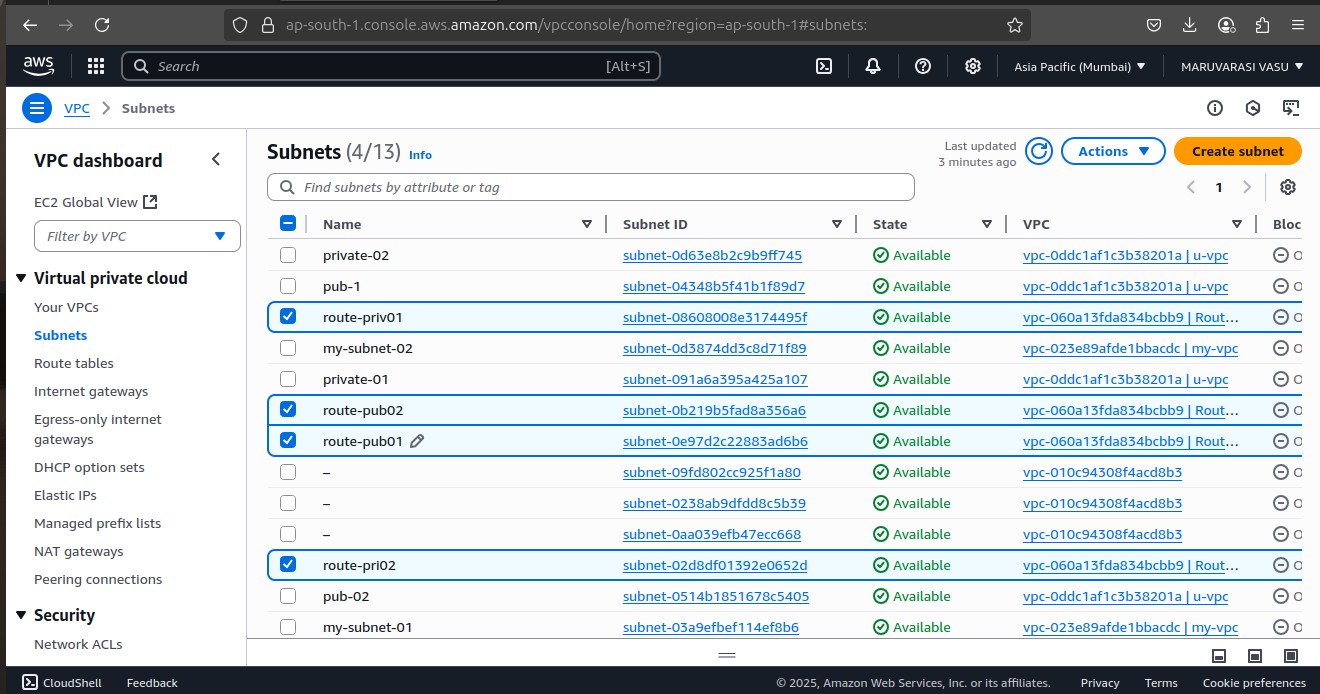 ap-south-1.console.aws.amazon.com/vpcconsole/home?region=ap-south-1#subnets:
aws Search [Alt+S] Asia Pacific (Mumbai) MARUVARASI VASU
VPC > Subnets
VPC dashboard
EC2 Global View
Filter by VPC
Virtual private cloud
Your VPCs
Subnets
Route tables
Internet gateways
Egress-only internet
gateways
DHCP option sets
Elastic IPs
Managed prefix lists
NAT gateways
Peering connections
Security
Network ACLs
Subnets (4/13) Info
Last updated
3 minutes ago
Actions
Create subnet
Find subnets by attribute or tag
1
Name Subnet ID State VPC Bloc
private-02 subnet-0d63e8b2c9b9ff745 Available vpc-0ddc1af1c3b38201a | u-vpc O
pub-1 subnet-04348b5f41b1f89d7 Available vpc-0ddc1af1c3b38201a | u-vpc O
route-priv01 subnet-08608008e3174495f Available vpc-060a13fda834bcbb9 | Rout… O
my-subnet-02 subnet-0d3874dd3c8d71f89 Available vpc-023e89afde1bbacdc | my-vpc O
private-01 subnet-091a6a395a425a107 Available vpc-0ddc1af1c3b38201a | u-vpc O
route-pub02 subnet-0b219b5fad8a356a6 Available vpc-060a13fda834bcbb9 | Rout… O
route-pub01 subnet-0e97d2c22883ad6b6 Available vpc-060a13fda834bcbb9 | Rout… O
– subnet-09fd802cc925f1a80 Available vpc-010c94308f4acd8b3 O
– subnet-0238ab9dfdd8c5b39 Available vpc-010c94308f4acd8b3 O
– subnet-0aa039efb47ecc668 Available vpc-010c94308f4acd8b3 O
route-pri02 subnet-02d8df01392e0652d Available vpc-060a13fda834bcbb9 | Rout… O
pub-02 subnet-0514b1851678c5405 Available vpc-0ddc1af1c3b38201a | u-vpc O
my-subnet-01 subnet-03a9efbef114ef8b6 Available vpc-023e89afde1bbacdc | my-vpc O
CloudShell Feedback © 2025, Amazon Web Services, Inc. or its affiliates. Privacy Terms Cookie preferences